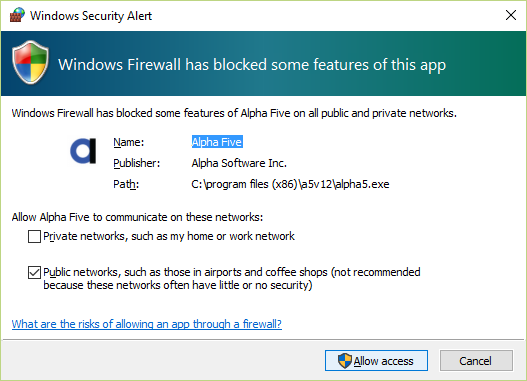 Windows Security Alert
Windows Firewall has blocked some features of this app
Windows Firewall has blocked some features of Alpha Five on all public and private networks.
Name: Alpha Five
Publisher: Alpha Software Inc.
Path: C:\program files (x86)\a5v12\alpha5.exe
Allow Alpha Five to communicate on these networks:
Private networks, such as my home or work network
Public networks, such as those in airports and coffee shops (not recommended
because these networks often have little or no security)
What are the risks of allowing an app through a firewall?
Allow access Cancel